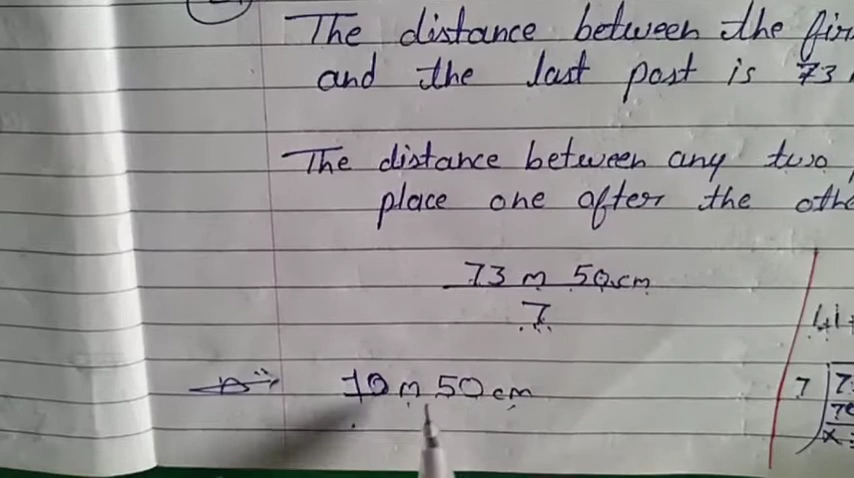 The distance between the fir
and the last post is 73
The distance between any two
place one after the othe
73 m 50 cm
7
41
10 m 50 cm
7